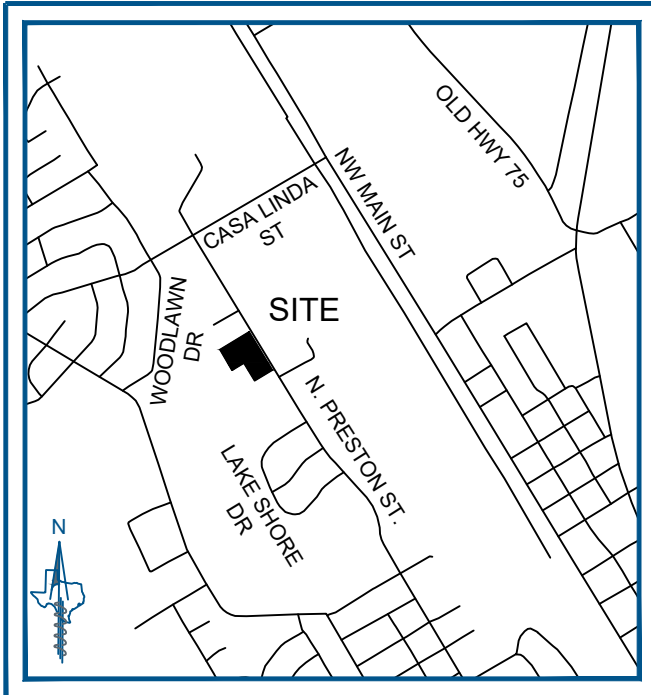 OLD HWY 75
NW MAIN ST
CASA LINDA
ST
SITE
WOODLAWN
DR
N. PRESTON ST.
LAKE SHORE
DR
N